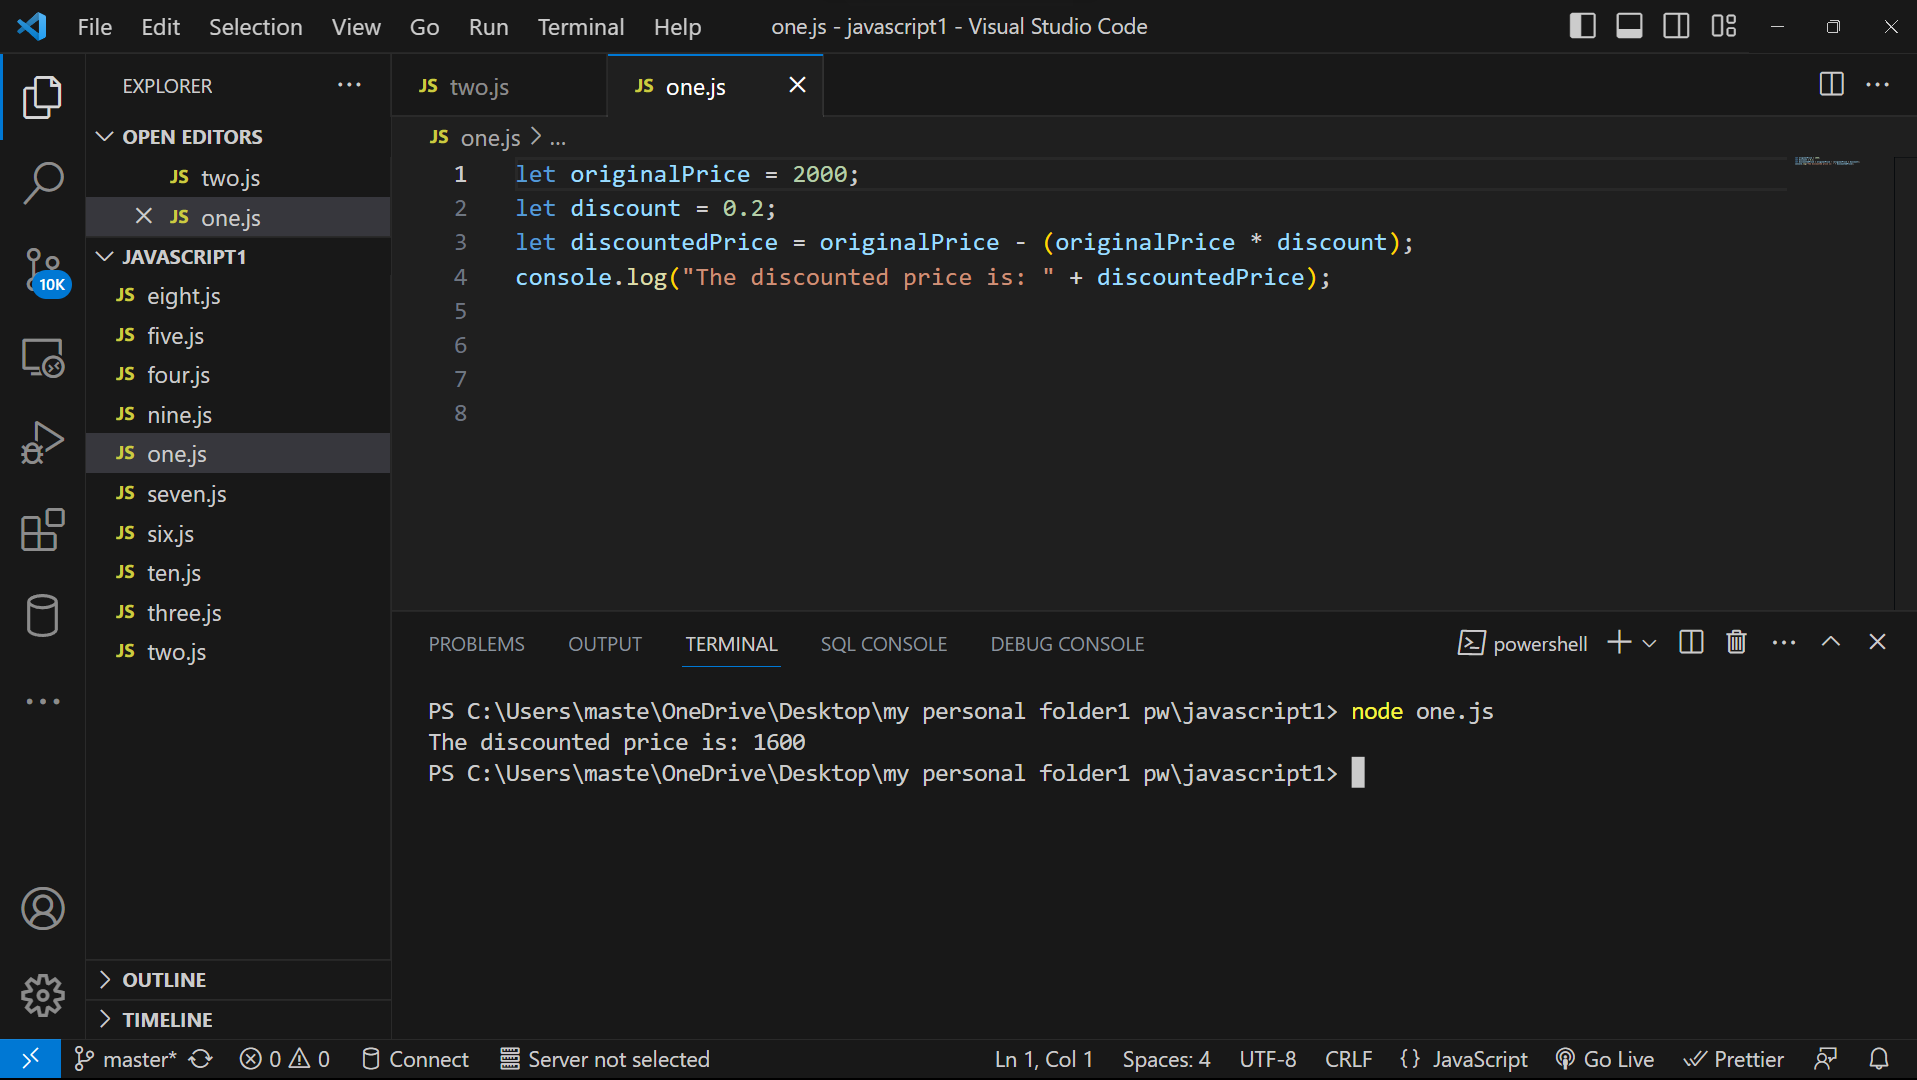 File Edit Selection View Go Run Terminal Help one.js - javascript1 - Visual Studio Code
EXPLORER
OPEN EDITORS
JS two.js
JS one.js
JAVASCRIPT1
JS eight.js
JS five.js
JS four.js
JS nine.js
JS one.js
JS seven.js
JS six.js
JS ten.js
JS three.js
JS two.js
OUTLINE
TIMELINE
10K
JS two.js JS one.js
JS one.js > ...
1 let originalPrice = 2000;
2 let discount = 0.2;
3 let discountedPrice = originalPrice - (originalPrice * discount);
4 console.log("The discounted price is: " + discountedPrice);
5
6
7
8
PROBLEMS OUTPUT TERMINAL SQL CONSOLE DEBUG CONSOLE powershell
PS C:\Users\maste\OneDrive\Desktop\my personal folder1 pw\javascript1> node one.js
The discounted price is: 1600
PS C:\Users\maste\OneDrive\Desktop\my personal folder1 pw\javascript1>
master* 0 0 Connect Server not selected Ln 1, Col 1 Spaces: 4 UTF-8 CRLF {} JavaScript Go Live Prettier